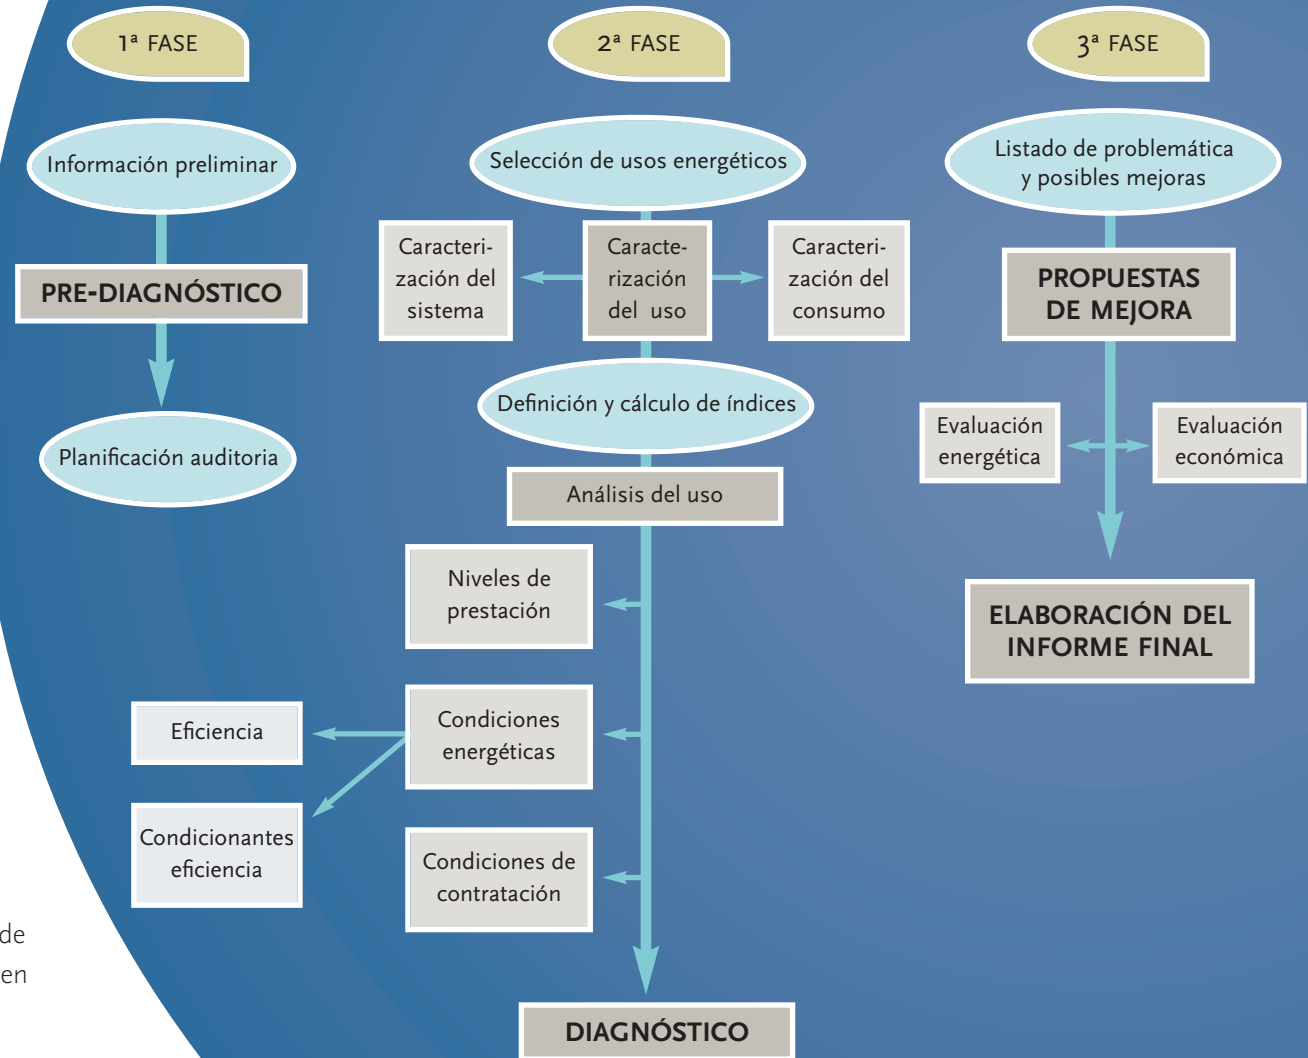 1ª FASE
Información preliminar
PRE-DIAGNÓSTICO
Planificación auditoria
2ª FASE
Selección de usos energéticos
Caracteri-
zación del
sistema
Caracte-
rización
del uso
Caracteri-
zación del
consumo
Definición y cálculo de índices
Análisis del uso
Niveles de
prestación
Condiciones
energéticas
Eficiencia
Condicionantes
eficiencia
Condiciones de
contratación
DIAGNÓSTICO
3ª FASE
Listado de problemática
y posibles mejoras
PROPUESTAS
DE MEJORA
Evaluación
energética
Evaluación
económica
ELABORACIÓN DEL
INFORME FINAL
de
en